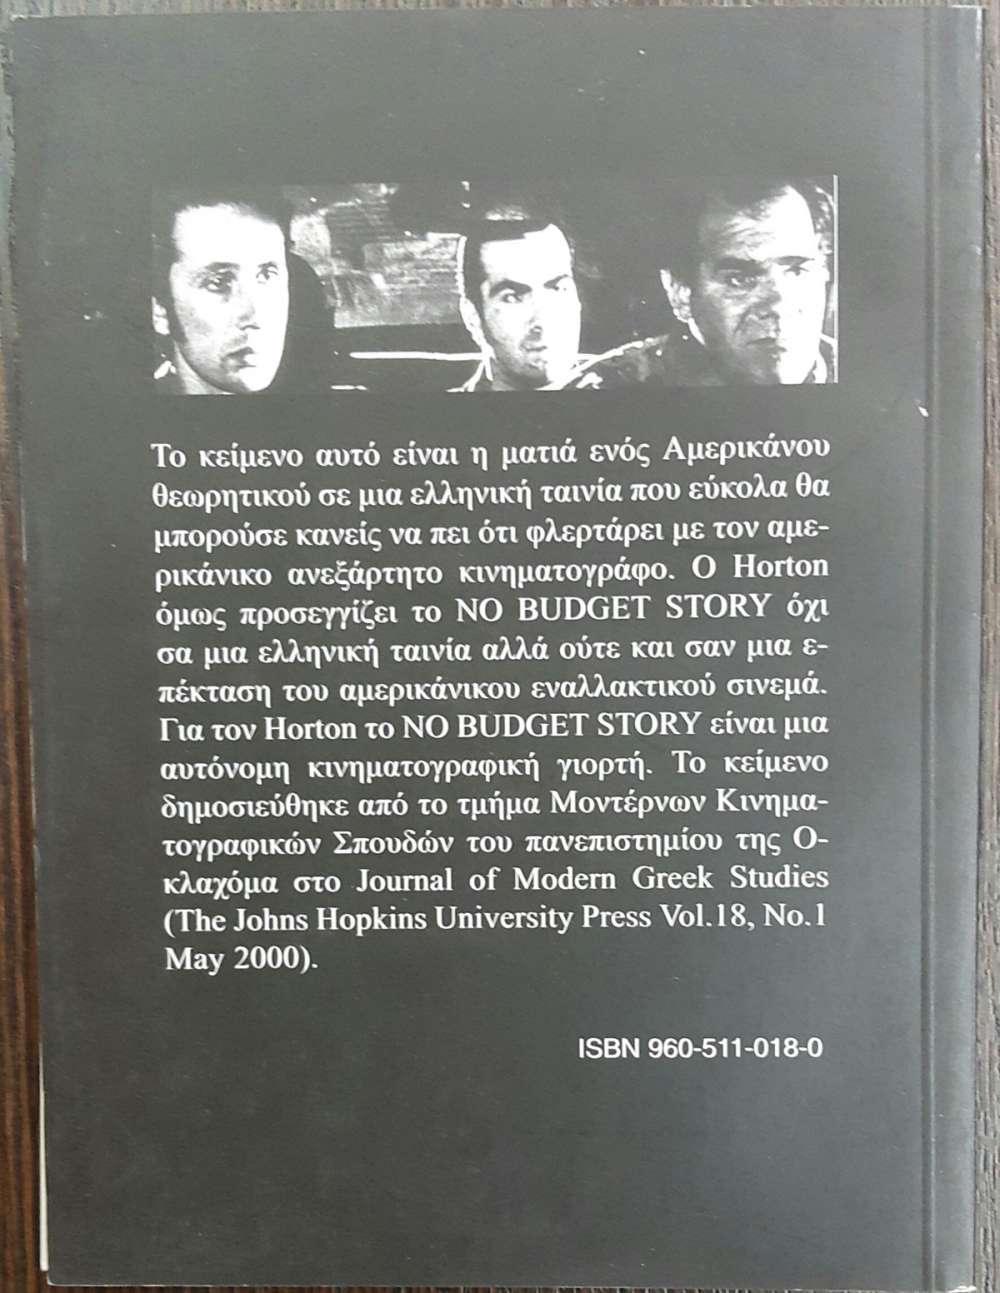 Το κείμενο αυτό είναι η ματιά ενός Αμερικάνου
θεωρητικού σε μια ελληνική ταινία που εύκολα θα
μπορούσε κανείς να πει ότι φλερτάρει με τον αμε-
ρικάνικο ανεξάρτητο κινηματογράφο. Ο Horton
όμως προσεγγίζει το NO BUDGET STORY όχι
σα μια ελληνική ταινία αλλά ούτε και σαν μια ε-
πέκταση του αμερικάνικου εναλλακτικού σινεμά.
Για τον Horton το NO BUDGET STORY είναι μια
αυτόνομη κινηματογραφική γιορτή. Το κείμενο
δημοσιεύθηκε από το τμήμα Μοντέρνων Κινημα-
τογραφικών Σπουδών του πανεπιστημίου της Ο-
κλαχόμα στο Journal of Modern Greek Studies
(The Johns Hopkins University Press Vol.18, No.1
May 2000).
ISBN 960-511-018-0